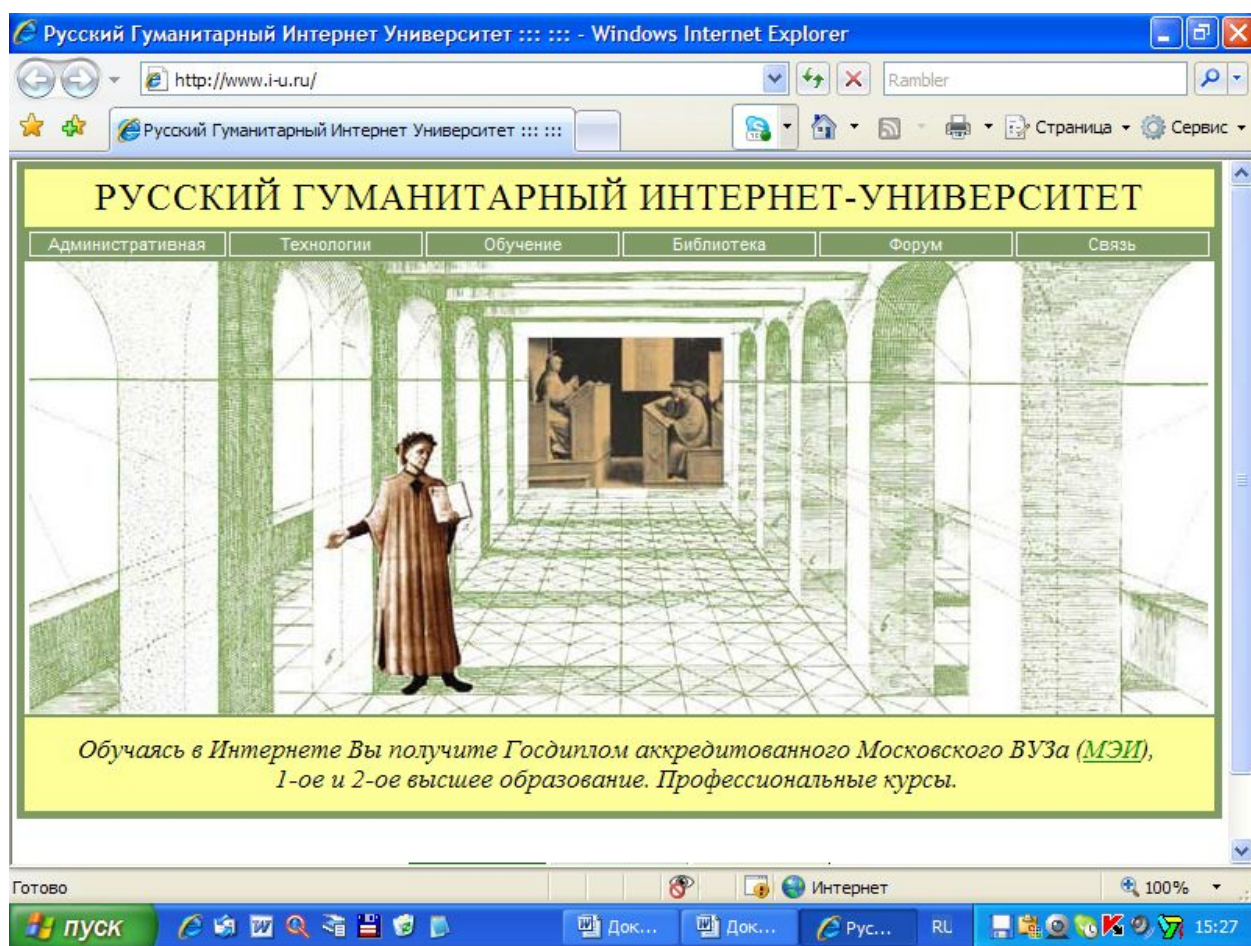 Русский Гуманитарный Интернет Университет ::: ::: - Windows Internet Explorer
http://www.i-u.ru/
Rambler
Русский Гуманитарный Интернет Университет ::: :::
Страница
Сервис
РУССКИЙ ГУМАНИТАРНЫЙ ИНТЕРНЕТ-УНИВЕРСИТЕТ
Административная Технологии Обучение Библиотека Форум Связь
Обучаясь в Интернете Вы получите Госдиплом аккредитованного Московского ВУЗа (МЭИ),
1-ое и 2-ое высшее образование. Профессиональные курсы.
Готово Интернет 100%
пуск Док... Док... Рус... RU 15:27